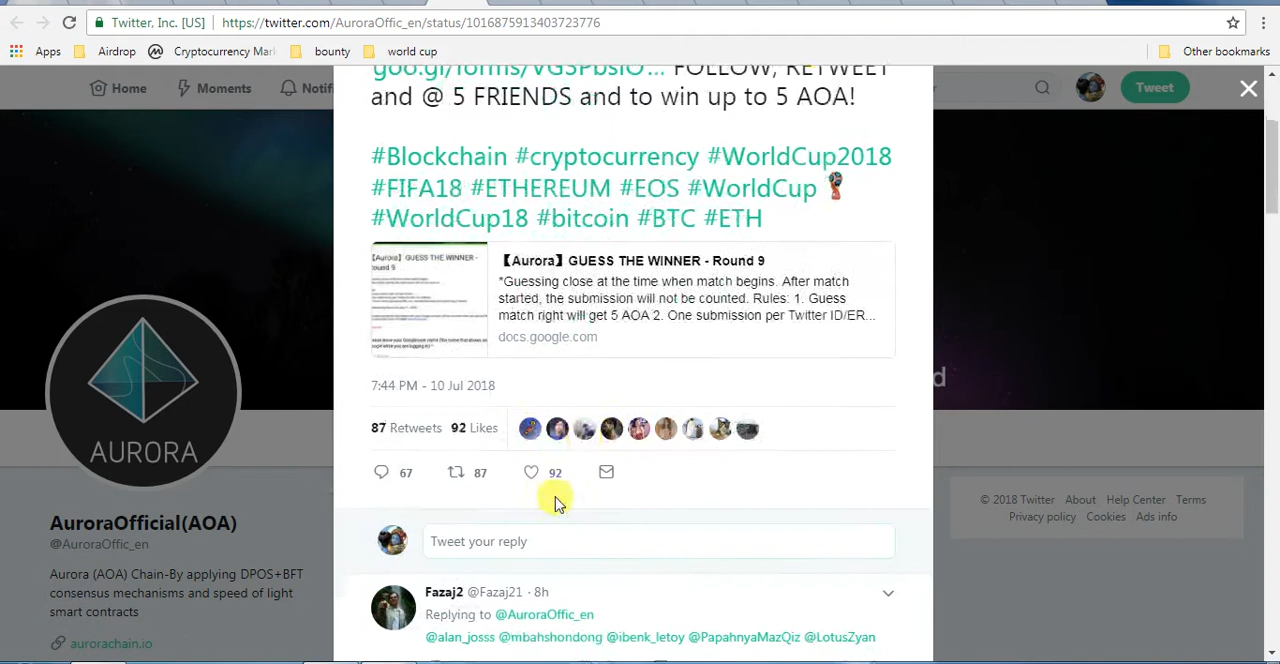 Twitter, Inc. [US]
https://twitter.com/AuroraOffic_en/status/1016875913403723776
Apps
Airdrop
Cryptocurrency Mar
bounty
world cup
Other bookmarks
Home
Moments
Notifi
Tweet
FOLLOW, RETWEET
and @ 5 FRIENDS and to win up to 5 AOA!
#Blockchain #cryptocurrency #WorldCup2018
#FIFA18 #ETHEREUM #EOS #WorldCup
#WorldCup18 #bitcoin #BTC #ETH
【Aurora】GUESS THE WINNER - Round 9
*Guessing close at the time when match begins. After match
started, the submission will not be counted. Rules: 1. Guess
match right will get 5 AOA 2. One submission per Twitter ID/ER...
docs.google.com
7:44 PM - 10 Jul 2018
87 Retweets 92 Likes
67 87 92
Tweet your reply
Fazaj2 @Fazaj21 · 8h
Replying to @AuroraOffic_en
@alan_josss @mbahshondong @ibenk_letoy @PapahnyaMazQiz @LotusZyan
AURORA
AuroraOfficial(AOA)
@AuroraOffic_en
Aurora (AOA) Chain-By applying DPOS+BFT
consensus mechanisms and speed of light
smart contracts
aurorachain.io
© 2018 Twitter About Help Center Terms
Privacy policy Cookies Ads info